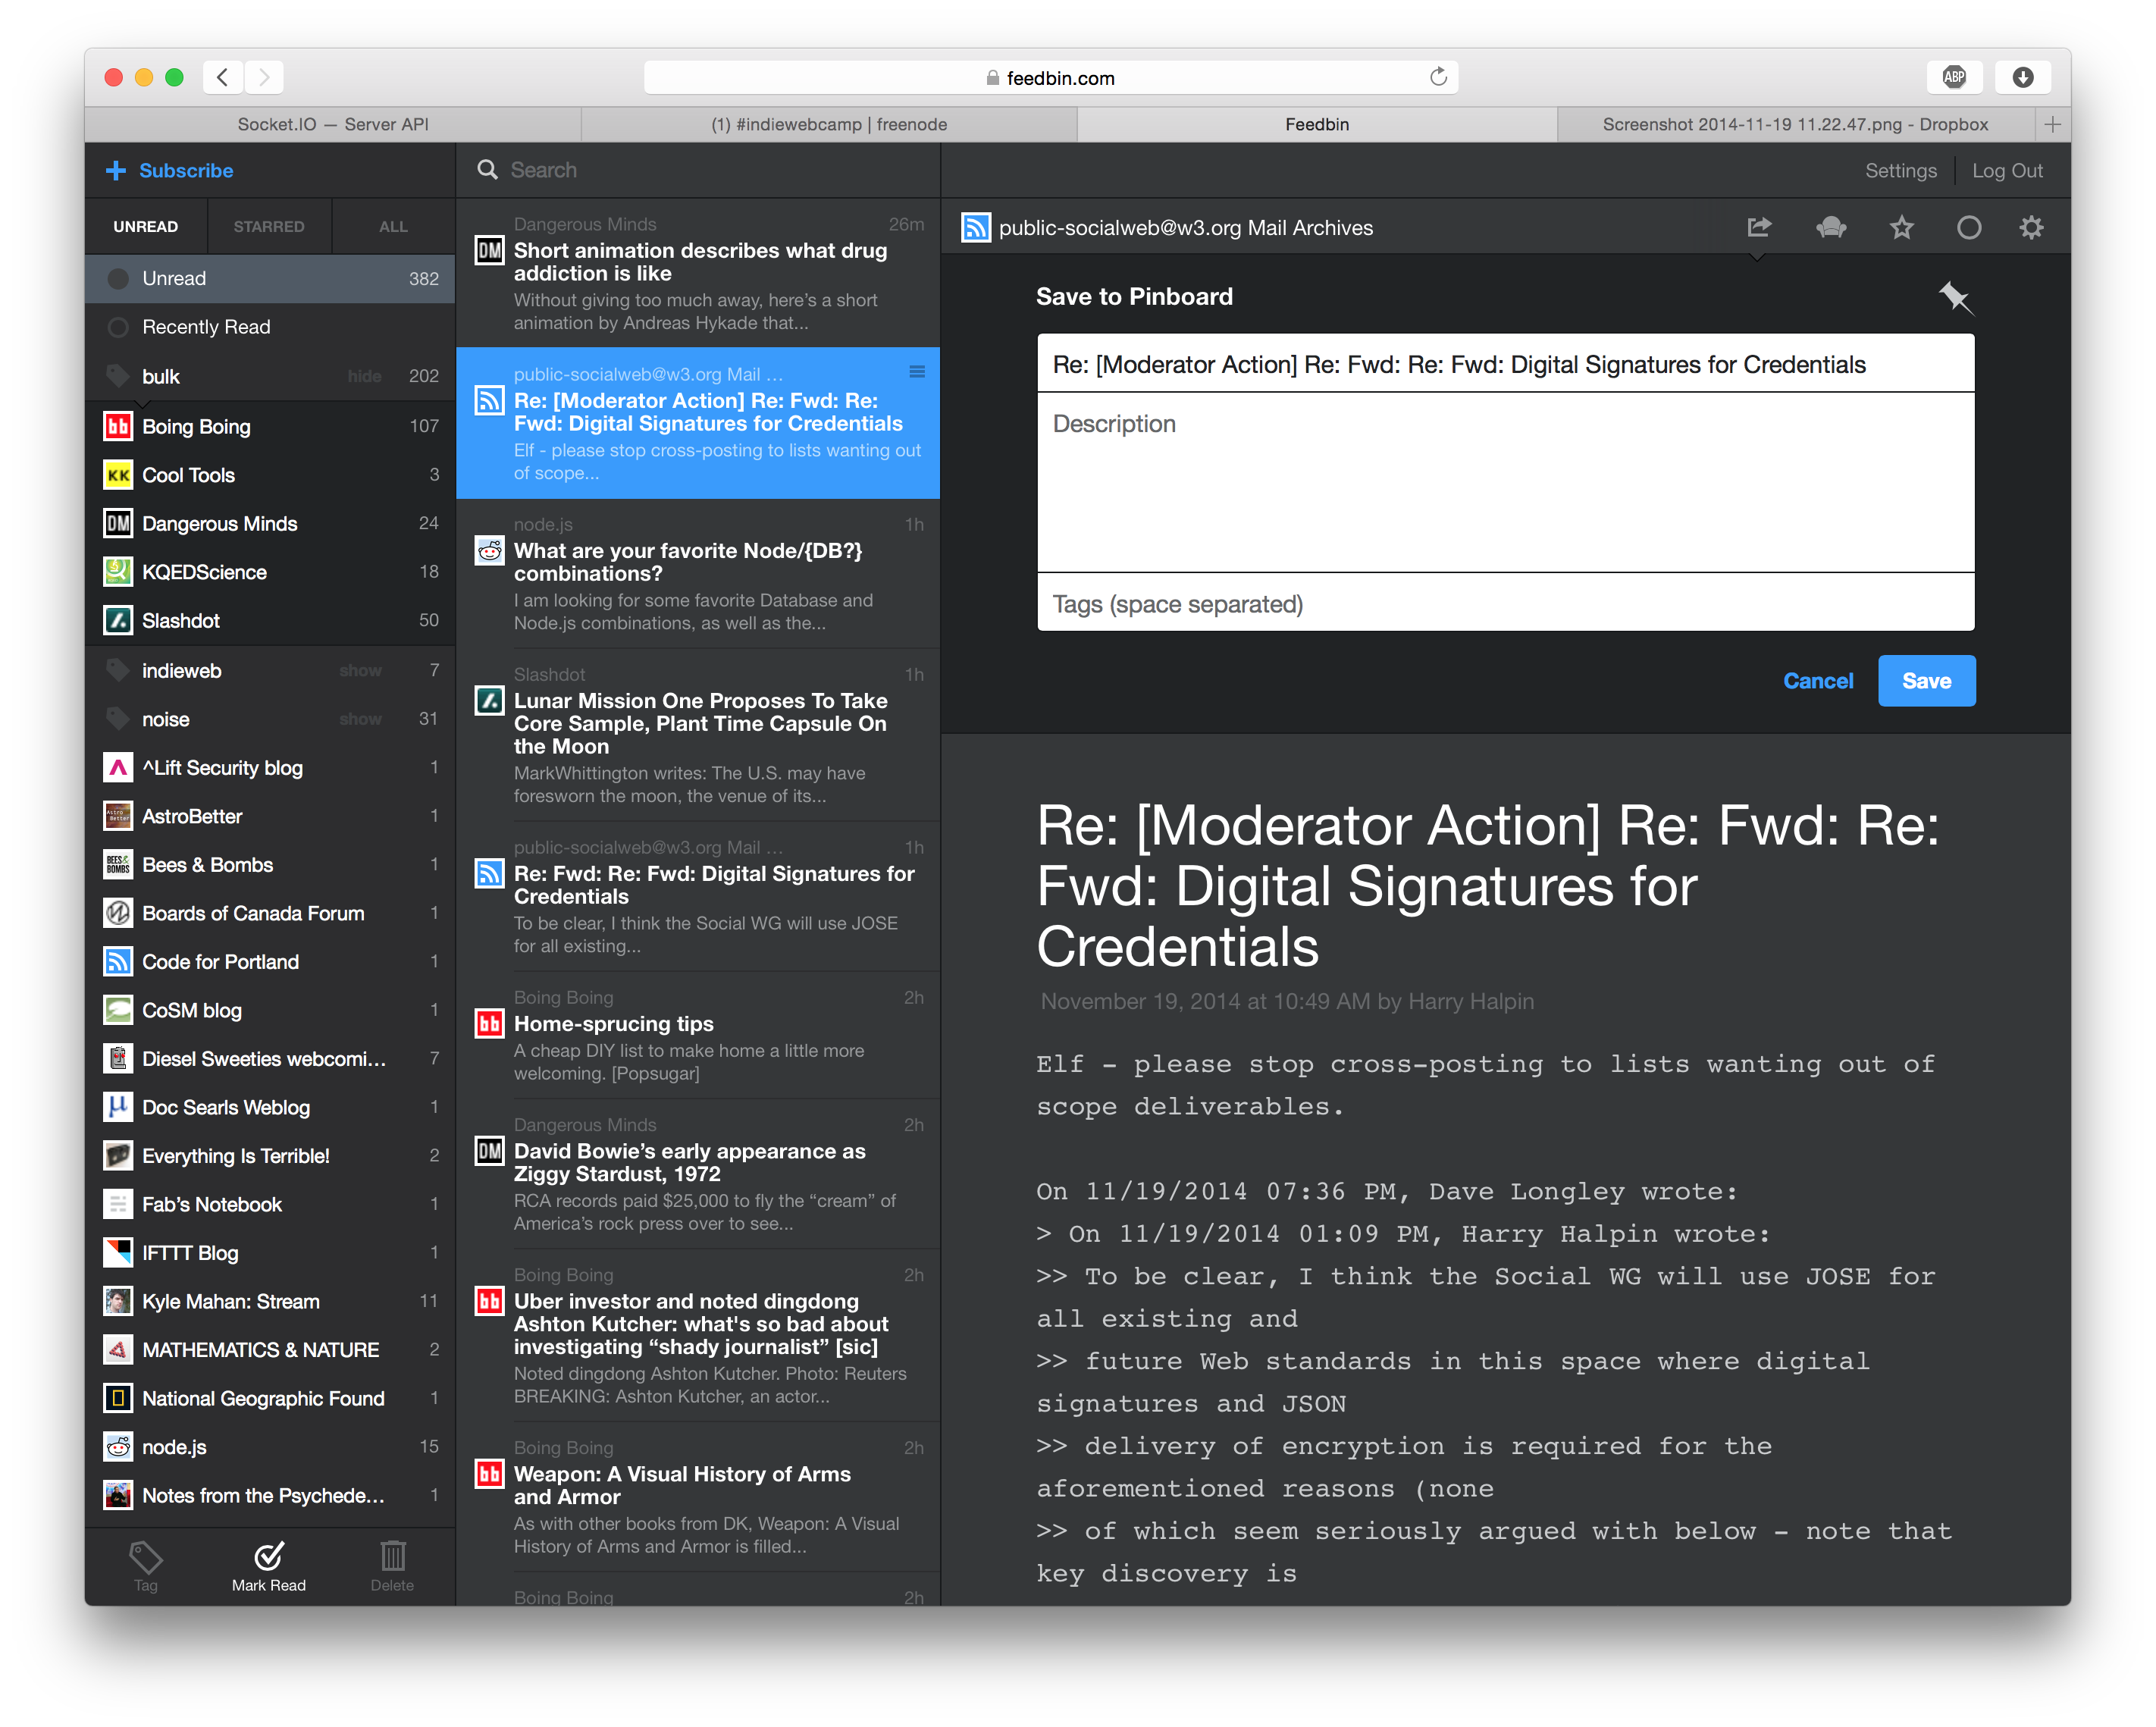 feedbin.com
ABP
Socket.IO — Server API
(1) #indiewebcamp | freenode
Feedbin
Screenshot 2014-11-19 11.22.47.png - Dropbox
Subscribe
UNREAD STARRED ALL
Unread 382
Recently Read
bulk hide 202
bb Boing Boing 107
KK Cool Tools 3
DM Dangerous Minds 24
KQEDScience 18
Slashdot 50
indieweb show 7
noise show 31
^Lift Security blog 1
Astro Better AstroBetter 1
BEES& BOMBS Bees & Bombs 1
Boards of Canada Forum 1
Code for Portland 1
CoSM blog 1
Diesel Sweeties webcomi... 7
µ Doc Searls Weblog 1
Everything Is Terrible! 2
Fab’s Notebook 1
IFTTT Blog 1
Kyle Mahan: Stream 11
MATHEMATICS & NATURE 2
National Geographic Found 1
node.js 15
Notes from the Psychede... 1
Tag
Mark Read
Delete
Search
Dangerous Minds 26m
DM Short animation describes what drug
addiction is like
Without giving too much away, here’s a short
animation by Andreas Hykade that...
public-socialweb@w3.org Mail ...
Re: [Moderator Action] Re: Fwd: Re:
Fwd: Digital Signatures for Credentials
Elf - please stop cross-posting to lists wanting out
of scope...
node.js 1h
What are your favorite Node/{DB?}
combinations?
I am looking for some favorite Database and
Node.js combinations, as well as the...
Slashdot 1h
Lunar Mission One Proposes To Take
Core Sample, Plant Time Capsule On
the Moon
MarkWhittington writes: The U.S. may have
foresworn the moon, the venue of its...
public-socialweb@w3.org Mail ... 1h
Re: Fwd: Re: Fwd: Digital Signatures for
Credentials
To be clear, I think the Social WG will use JOSE
for all existing...
Boing Boing 2h
bb Home-sprucing tips
A cheap DIY list to make home a little more
welcoming. [Popsugar]
Dangerous Minds 2h
DM David Bowie’s early appearance as
Ziggy Stardust, 1972
RCA records paid $25,000 to fly the “cream” of
America’s rock press over to see...
Boing Boing 2h
bb Uber investor and noted dingdong
Ashton Kutcher: what's so bad about
investigating “shady journalist” [sic]
Noted dingdong Ashton Kutcher. Photo: Reuters
BREAKING: Ashton Kutcher, an actor...
Boing Boing 2h
bb Weapon: A Visual History of Arms
and Armor
As with other books from DK, Weapon: A Visual
History of Arms and Armor is filled...
Boing Boing 2h
Settings Log Out
public-socialweb@w3.org Mail Archives
Save to Pinboard
Re: [Moderator Action] Re: Fwd: Re: Fwd: Digital Signatures for Credentials
Description
Tags (space separated)
Cancel Save
Re: [Moderator Action] Re: Fwd: Re:
Fwd: Digital Signatures for
Credentials
November 19, 2014 at 10:49 AM by Harry Halpin
Elf - please stop cross-posting to lists wanting out of
scope deliverables.
On 11/19/2014 07:36 PM, Dave Longley wrote:
> On 11/19/2014 01:09 PM, Harry Halpin wrote:
>> To be clear, I think the Social WG will use JOSE for
all existing and
>> future Web standards in this space where digital
signatures and JSON
>> delivery of encryption is required for the
aforementioned reasons (none
>> of which seem seriously argued with below - note that
key discovery is